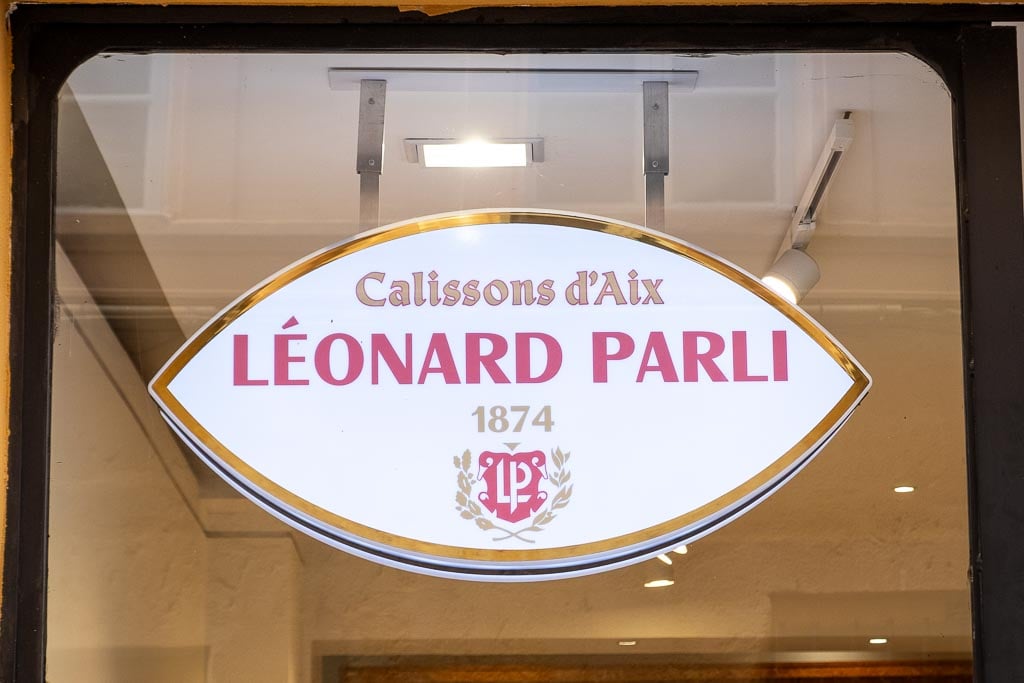 Calissons d'Aix
LÉONARD PARLI
1874
LP